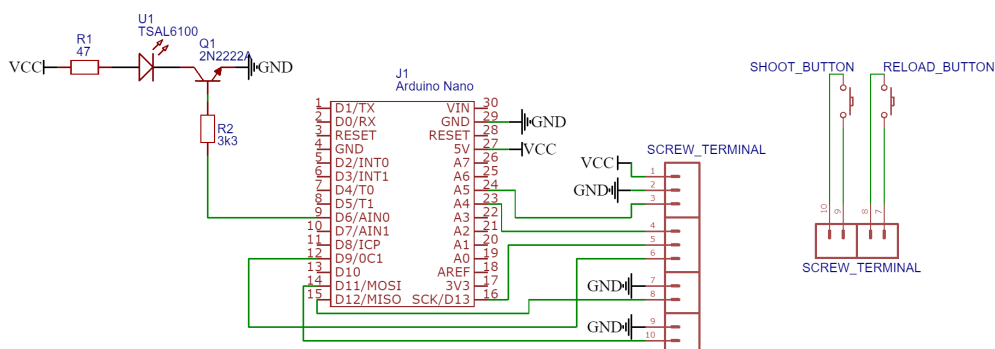 U1
TSAL6100
R1
47
Q1
2N2222A
VCC
GND
R2
3k3
J1
Arduino Nano
1 D1/TX VIN 30
2 D0/RX GND 29
3 RESET RESET 28
4 GND 5V 27
5 D2/INT0 A7 26
6 D3/INT1 A6 25
7 D4/T0 A5 24
8 D5/T1 A4 23
9 D6/AIN0 A3 22
10 D7/AIN1 A2 21
11 D8/ICP A1 20
12 D9/0C1 A0 19
13 D10 AREF 18
14 D11/MOSI 3V3 17
15 D12/MISO SCK/D13 16
GND
VCC
SCREW_TERMINAL
VCC 1
GND 2
3
4
5
6
GND 7
8
GND 9
10
SHOOT_BUTTON RELOAD_BUTTON
10 9 8 7
SCREW_TERMINAL